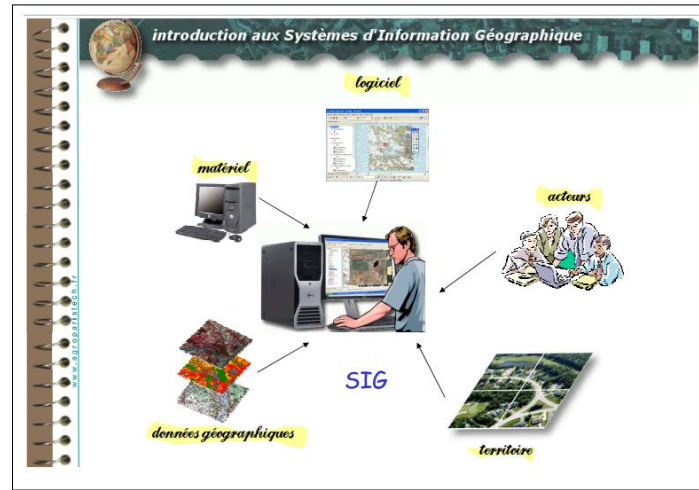 introduction aux Systèmes d'Information Géographique
logiciel
matériel
acteurs
SIG
données géographiques
territoire
www.agroparistech.fr